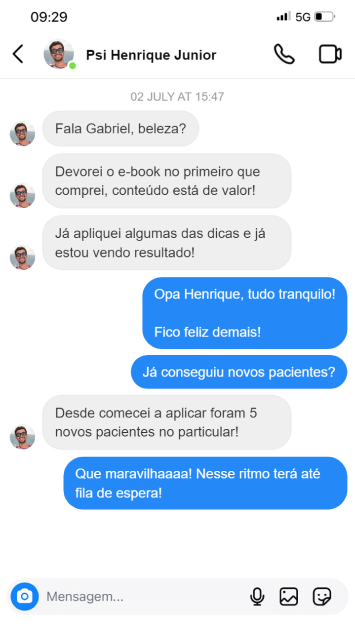 09:29
5G
Psi Henrique Junior
02 JULY AT 15:47
Fala Gabriel, beleza?
Devorei o e-book no primeiro que
comprei, conteúdo está de valor!
Já apliquei algumas das dicas e já
estou vendo resultado!
Opa Henrique, tudo tranquilo!
Fico feliz demais!
Já conseguiu novos pacientes?
Desde comecei a aplicar foram 5
novos pacientes no particular!
Que maravilhaaaa! Nesse ritmo terá até
fila de espera!
Mensagem...